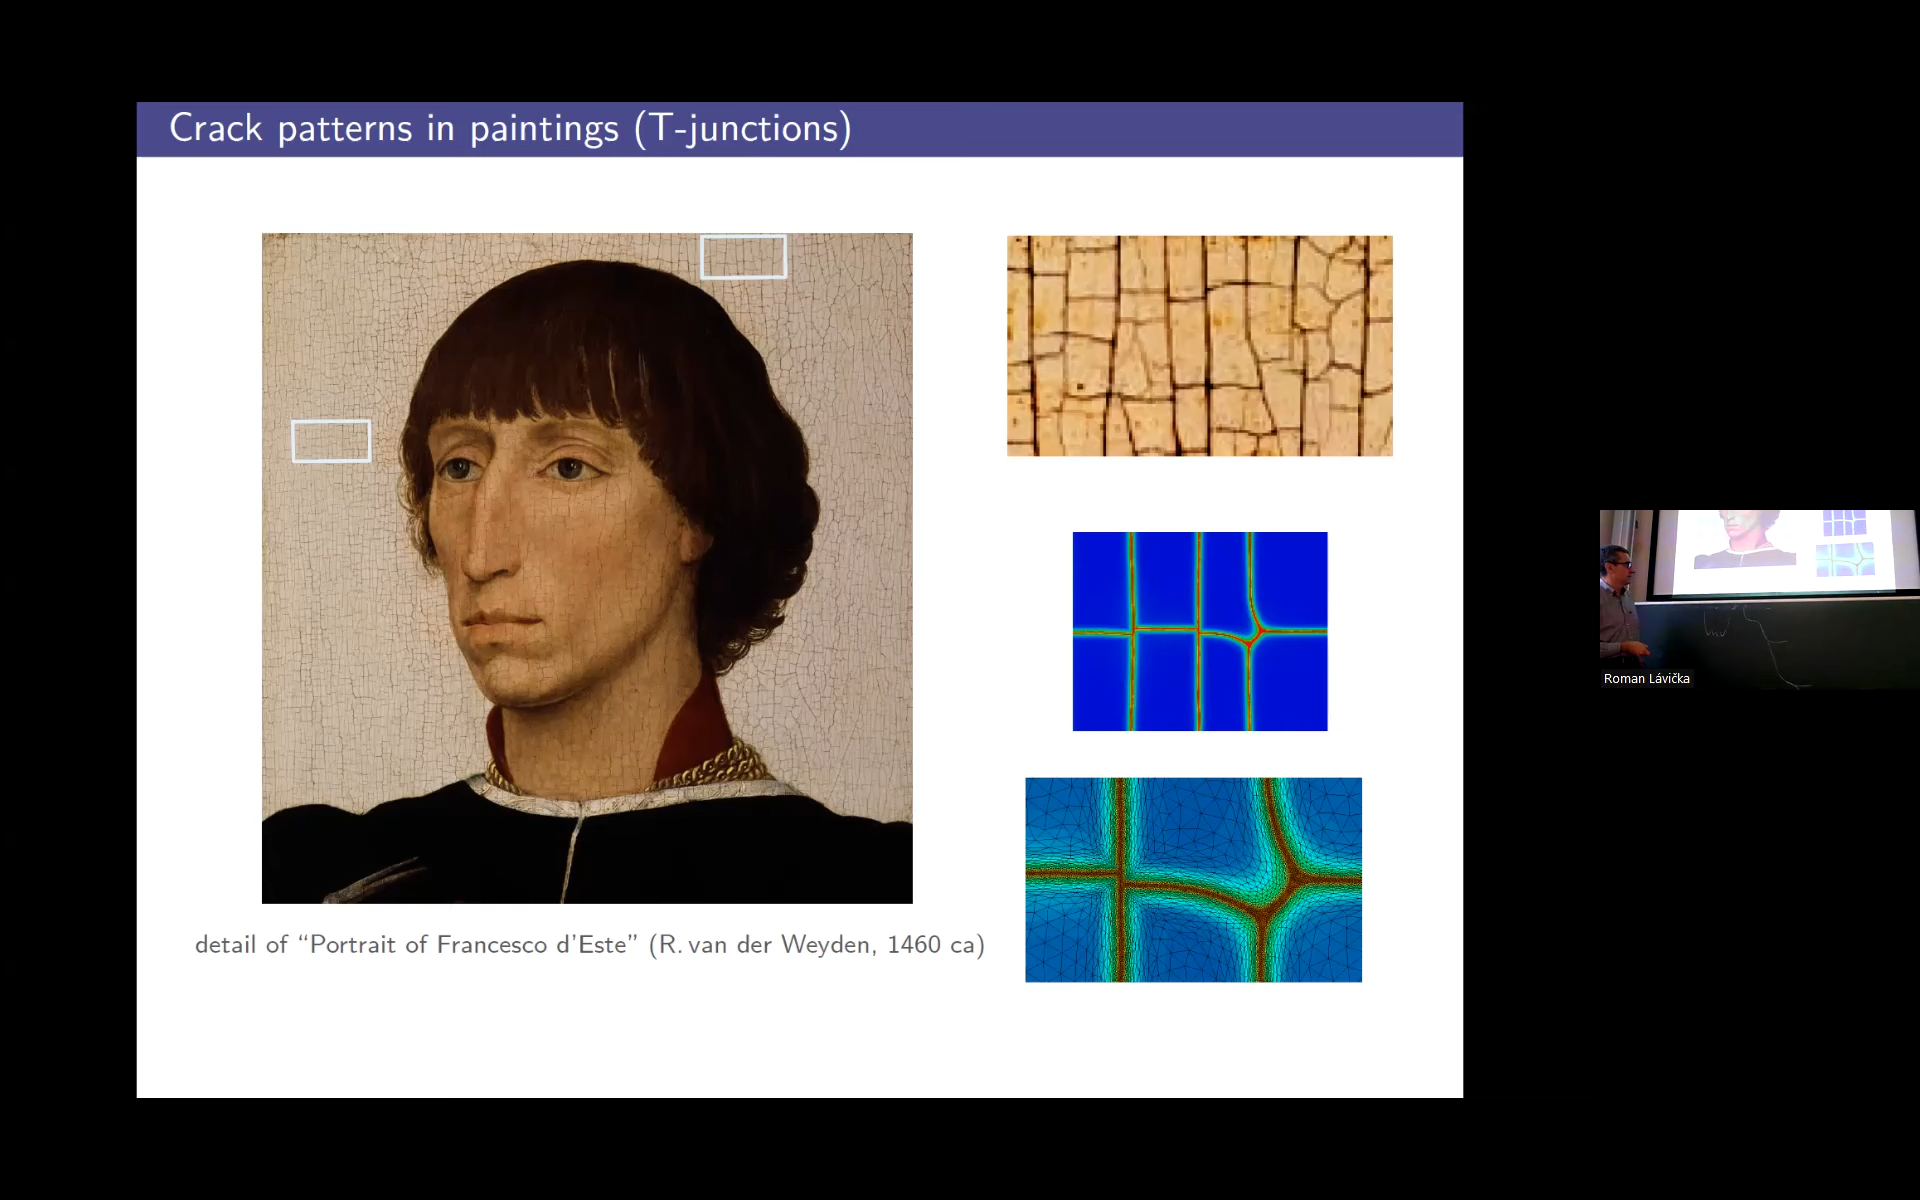 Crack patterns in paintings (T-junctions)
detail of “Portrait of Francesco d’Este” (R. van der Weyden, 1460 ca)
Roman Lávička